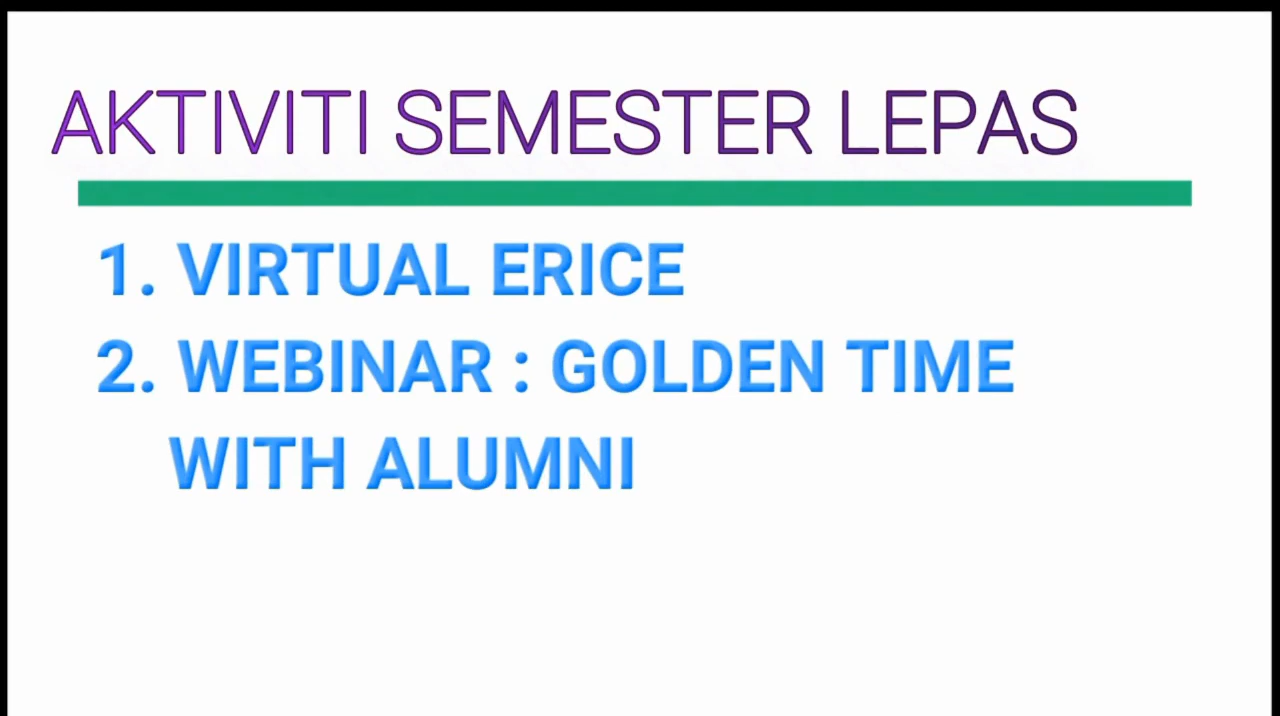 AKTIVITI SEMESTER LEPAS
1. VIRTUAL ERICE
2. WEBINAR : GOLDEN TIME
WITH ALUMNI